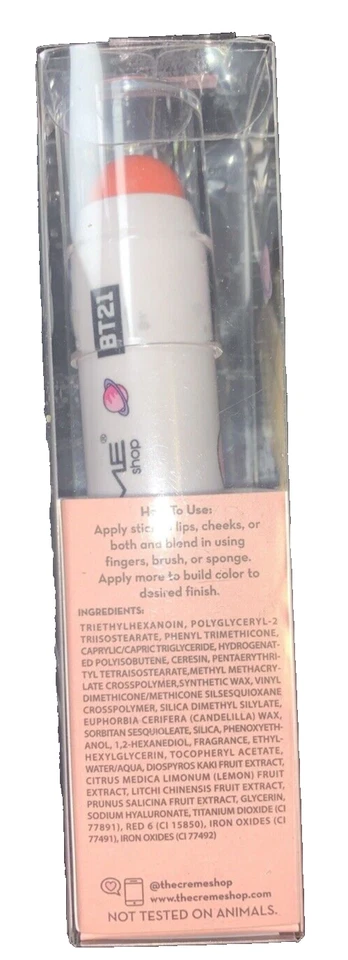 BT21
ME®
shop
How To Use:
Apply stick lips, cheeks, or
both and blend in using
fingers, brush, or sponge.
Apply more to build color to
desired finish.
INGREDIENTS:
TRIETHYLHEXANOIN, POLYGLYCERYL-2
TRIISOSTEARATE, PHENYL TRIMETHICONE,
CAPRYLIC/CAPRIC TRIGLYCERIDE, HYDROGENAT-
ED POLYISOBUTENE, CERESIN, PENTAERYTHRI-
TYL TETRAISOSTEARATE,METHYL METHACRY-
LATE CROSSPOLYMER,SYNTHETIC WAX, VINYL
DIMETHICONE/METHICONE SILSESQUIOXANE
CROSSPOLYMER, SILICA DIMETHYL SILYLATE,
EUPHORBIA CERIFERA (CANDELILLA) WAX,
SORBITAN SESQUIOLEATE, SILICA, PHENOXYETH-
ANOL, 1,2-HEXANEDIOL, FRAGRANCE, ETHYL-
HEXYLGLYCERIN, TOCOPHERYL ACETATE,
WATER/AQUA, DIOSPYROS KAKI FRUIT EXTRACT,
CITRUS MEDICA LIMONUM (LEMON) FRUIT
EXTRACT, LITCHI CHINENSIS FRUIT EXTRACT,
PRUNUS SALICINA FRUIT EXTRACT, GLYCERIN,
SODIUM HYALURONATE, TITANIUM DIOXIDE (CI
77891), RED 6 (CI 15850), IRON OXIDES (CI
77491), IRON OXIDES (CI 77492)
@thecremeshop
www.thecremeshop.com
NOT TESTED ON ANIMALS.